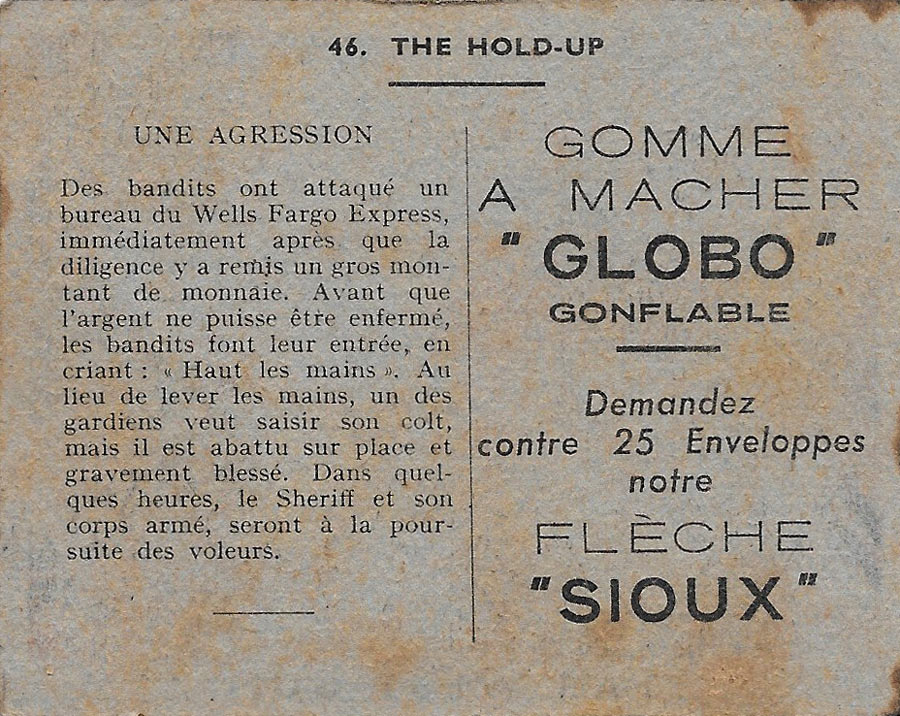 46. THE HOLD-UP
UNE AGRESSION
Des bandits ont attaqué un
bureau du Wells Fargo Express,
immédiatement après que la
diligence y a remis un gros mon-
tant de monnaie. Avant que
l'argent ne puisse être enfermé,
les bandits font leur entrée, en
criant : « Haut les mains ». Au
lieu de lever les mains, un des
gardiens veut saisir son colt,
mais il est abattu sur place et
gravement blessé. Dans quel-
ques heures, le Sheriff et son
corps armé, seront à la pour-
suite des voleurs.
GOMME
A MACHER
"GLOBO"
GONFLABLE
Demandez
contre 25 Enveloppes
notre
FLÈCHE
"SIOUX"